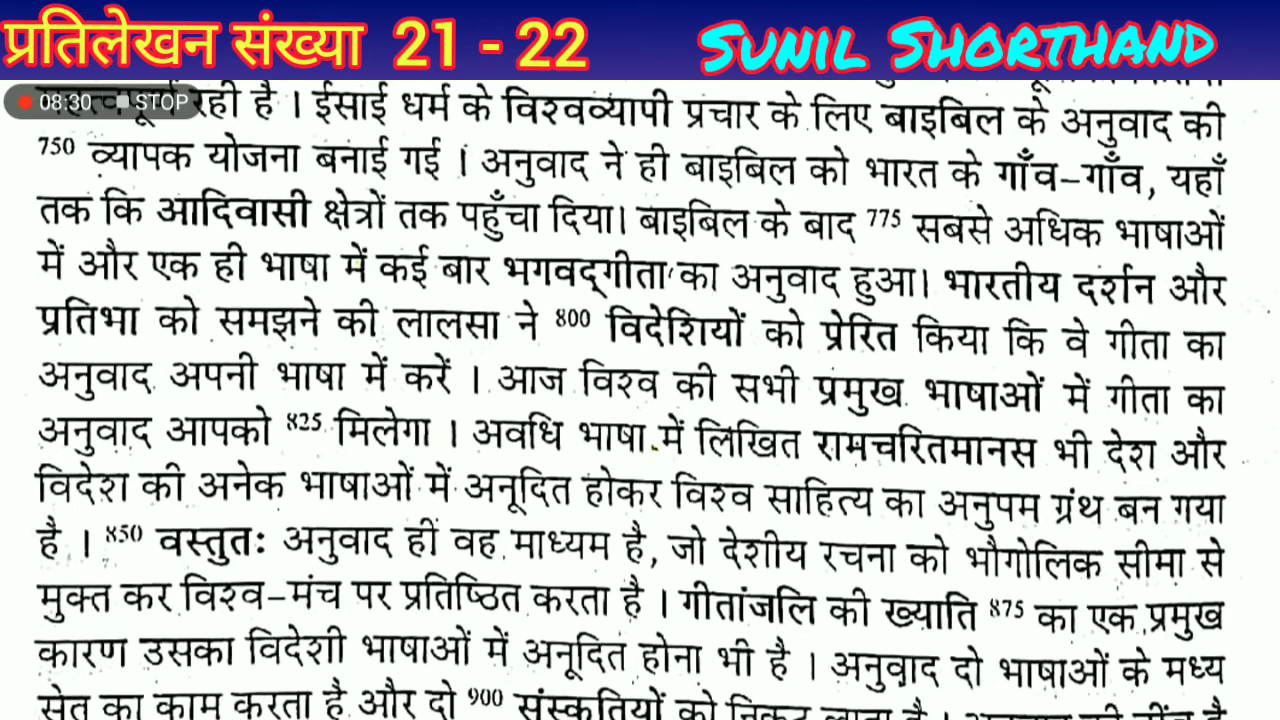 प्रतिलेखन संख्या 21 - 22
SUNIL SHORTHAND
08:30 STOP
रही है । ईसाई धर्म के विश्वव्यापी प्रचार के लिए बाइबिल के अनुवाद की
750 व्यापक योजना बनाई गई । अनुवाद ने ही बाइबिल को भारत के गाँव-गाँव, यहाँ
तक कि आदिवासी क्षेत्रों तक पहुँचा दिया। बाइबिल के बाद 775 सबसे अधिक भाषाओं
में और एक ही भाषा में कई बार भगवद्गीता का अनुवाद हुआ। भारतीय दर्शन और
प्रतिभा को समझने की लालसा ने 800 विदेशियों को प्रेरित किया कि वे गीता का
अनुवाद अपनी भाषा में करें । आज विश्व की सभी प्रमुख भाषाओं में गीता का
अनुवाद आपको 825 मिलेगा । अवधि भाषा में लिखित रामचरितमानस भी देश और
विदेश की अनेक भाषाओं में अनूदित होकर विश्व साहित्य का अनुपम ग्रंथ बन गया
है । 850 वस्तुतः अनुवाद ही वह माध्यम है, जो देशीय रचना को भौगोलिक सीमा से
मुक्त कर विश्व-मंच पर प्रतिष्ठित करता है । गीतांजलि की ख्याति 875 का एक प्रमुख
कारण उसका विदेशी भाषाओं में अनूदित होना भी है । अनुवाद दो भाषाओं के मध्य
सेतु का काम करता है और दो 900 संस्कृतियों को निकट लाता है ।